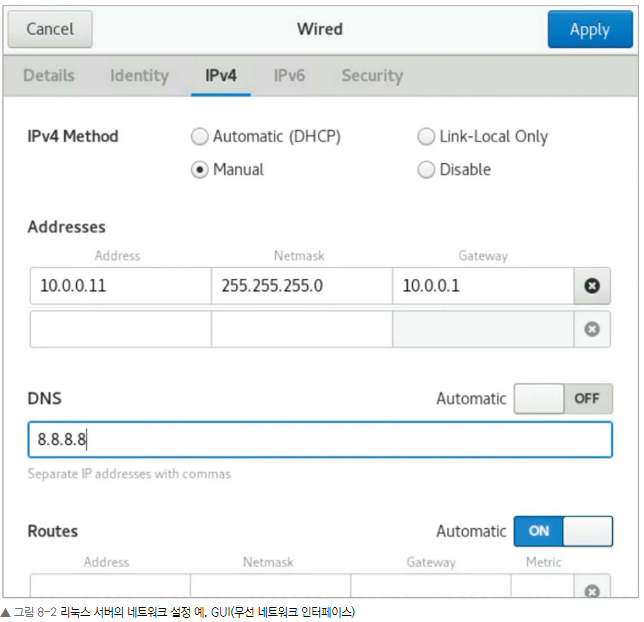 Cancel Wired Apply
Details Identity IPv4 IPv6 Security
IPv4 Method Automatic (DHCP) Link-Local Only
Manual Disable
Addresses
Address Netmask Gateway
10.0.0.11 255.255.255.0 10.0.0.1
DNS Automatic OFF
8.8.8.8
Separate IP addresses with commas
Routes Automatic ON
Address Netmask Gateway Metric
▲ 그림 8-2 리눅스 서버의 네트워크 설정 예. GUI(무선 네트워크 인터페이스)